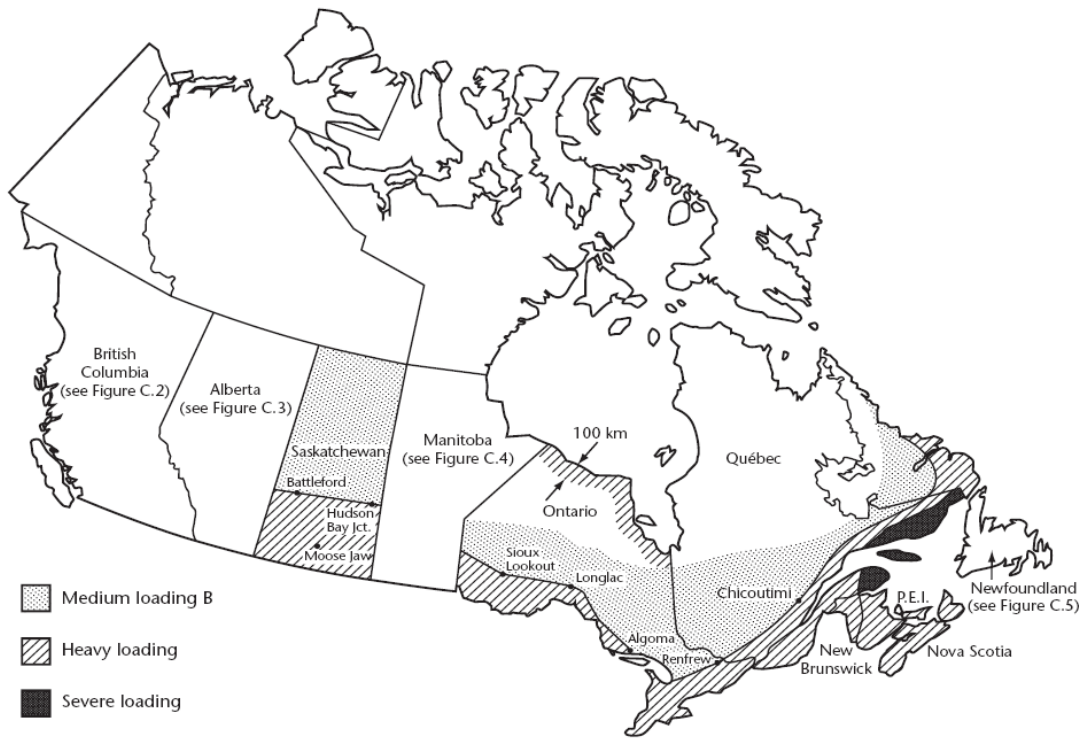 British
Columbia
(see Figure C.2)
Alberta
(see Figure C.3)
Saskatchewan
Battleford
Hudson
Bay Jct.
Moose Jaw
Manitoba
(see Figure C.4)
100 km
Ontario
Sioux
Lookout
Longlac
Algoma
Renfrew
Québec
Chicoutimi
P.E.I.
Newfoundland
(see Figure C.5)
New
Brunswick
Nova Scotia
Medium loading B
Heavy loading
Severe loading